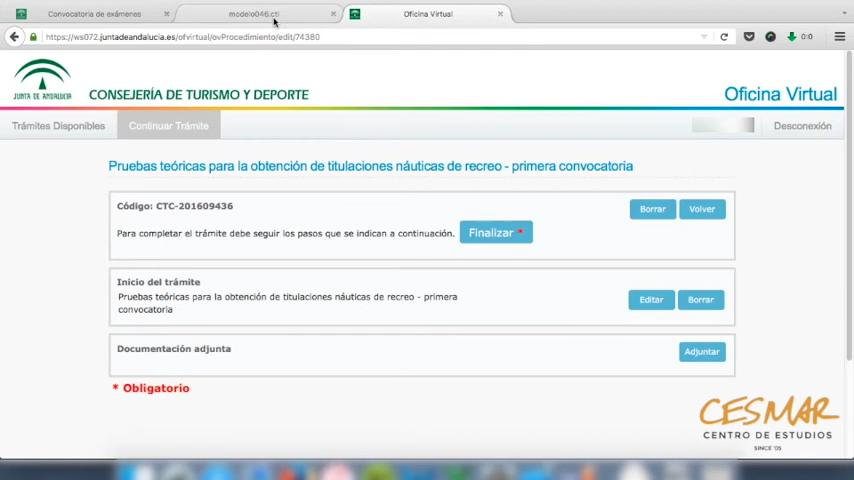 Convocatoria de exámenes
modelo046.ctl
Oficina Virtual
https://ws072.juntadeandalucia.es/ofvirtual/ovProcedimiento/edit/74380
0:0
JUNTA DE ANDALUCIA
CONSEJERÍA DE TURISMO Y DEPORTE
Oficina Virtual
Trámites Disponibles
Continuar Trámite
Desconexión
Pruebas teóricas para la obtención de titulaciones náuticas de recreo - primera convocatoria
Código: CTC-201609436
Borrar
Volver
Para completar el trámite debe seguir los pasos que se indican a continuación.
Finalizar *
Inicio del trámite
Pruebas teóricas para la obtención de titulaciones náuticas de recreo - primera
convocatoria
Editar
Borrar
Documentación adjunta
Adjuntar
* Obligatorio
CESMAR
CENTRO DE ESTUDIOS
SINCE '05